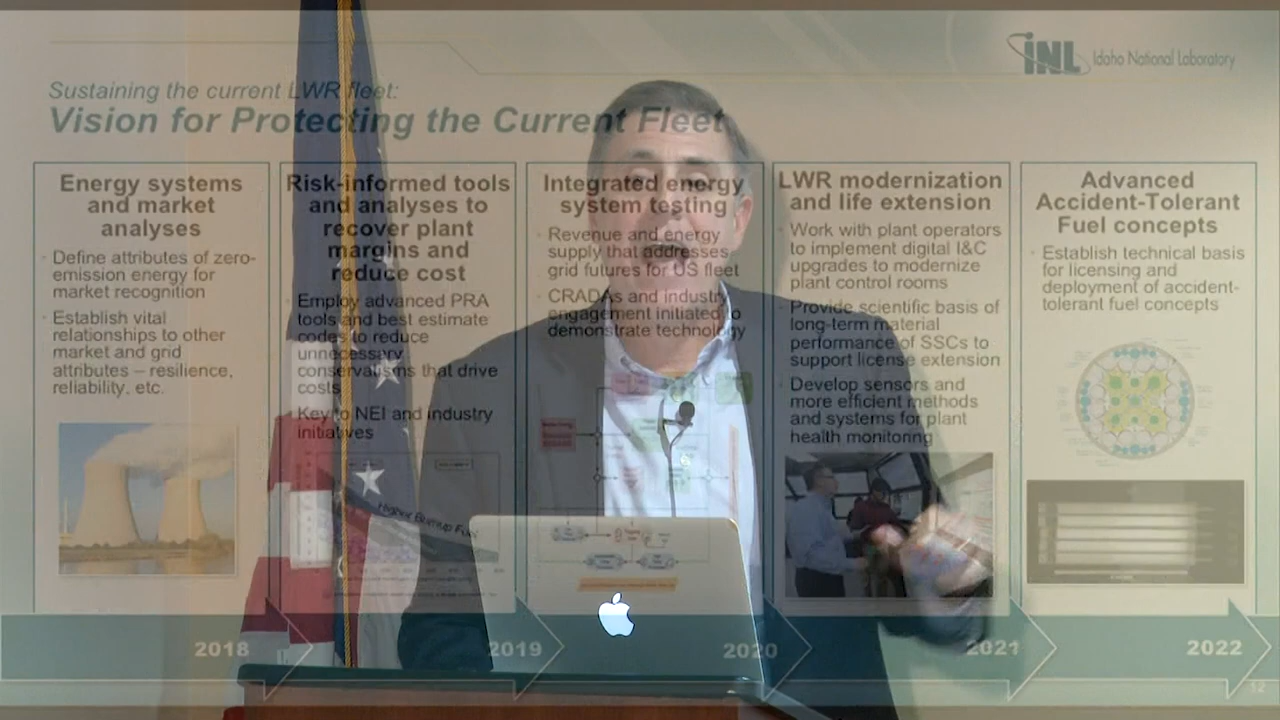 INL Idaho National Laboratory
Sustaining the current LWR fleet:
Vision for Protecting the Current Fleet
Energy systems
and market
analyses
Define attributes of zero-
emission energy for
market recognition
Establish vital
relationships to other
market and grid
attributes – resilience,
reliability, etc.
Risk-informed tools
and analyses to
recover plant
margins and
reduce cost
Employ advanced PRA
tools and best estimate
codes to reduce
unnecessary
conservatisms that drive
costs
Key to NEI and industry
initiatives
Higher Burnup Fuel
Integrated energy
system testing
Revenue and energy
supply that addresses
grid futures for US fleet
CRADAs and industry
engagement initiated to
demonstrate technology
LWR modernization
and life extension
Work with plant operators
to implement digital I&C
upgrades to modernize
plant control rooms
Provide scientific basis of
long-term material
performance of SSCs to
support license extension
Develop sensors and
more efficient methods
and systems for plant
health monitoring
Advanced
Accident-Tolerant
Fuel concepts
Establish technical basis
for licensing and
deployment of accident-
tolerant fuel concepts
2018
2019
2020
2021
2022
12